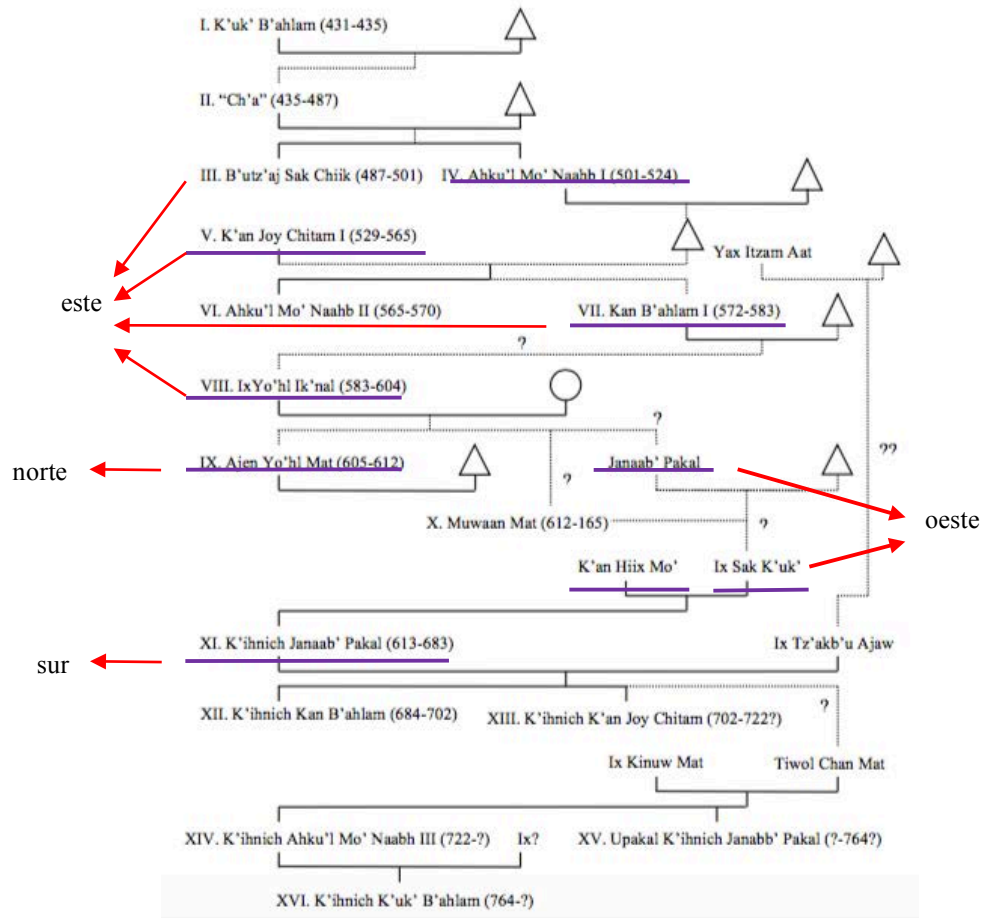 I. K'uk' B'ahlam (431-435)
II. "Ch'a" (435-487)
III. B'utz'aj Sak Chiik (487-501) IV. Ahku'l Mo' Naahb I (501-524)
V. K'an Joy Chitam I (529-565)
Yax Itzam Aat
este
VI. Ahku'l Mo' Naahb II (565-570) VII. Kan B'ahlam I (572-583)
?
VIII. IxYo'hl Ik'nal (583-604)
?
??
norte
IX. Ajen Yo'hl Mat (605-612) Janaab' Pakal
?
oeste
X. Muwaan Mat (612-165) ?
K'an Hiix Mo' Ix Sak K'uk'
sur
XI. K'ihnich Janaab' Pakal (613-683) Ix Tz'akb'u Ajaw
XII. K'ihnich Kan B'ahlam (684-702) XIII. K'ihnich K'an Joy Chitam (702-722?) ?
Ix Kinuw Mat Tiwol Chan Mat
XIV. K'ihnich Ahku'l Mo' Naabh III (722-?) Ix? XV. Upakal K'ihnich Janabb' Pakal (?-764?)
XVI. K'ihnich K'uk' B'ahlam (764-?)